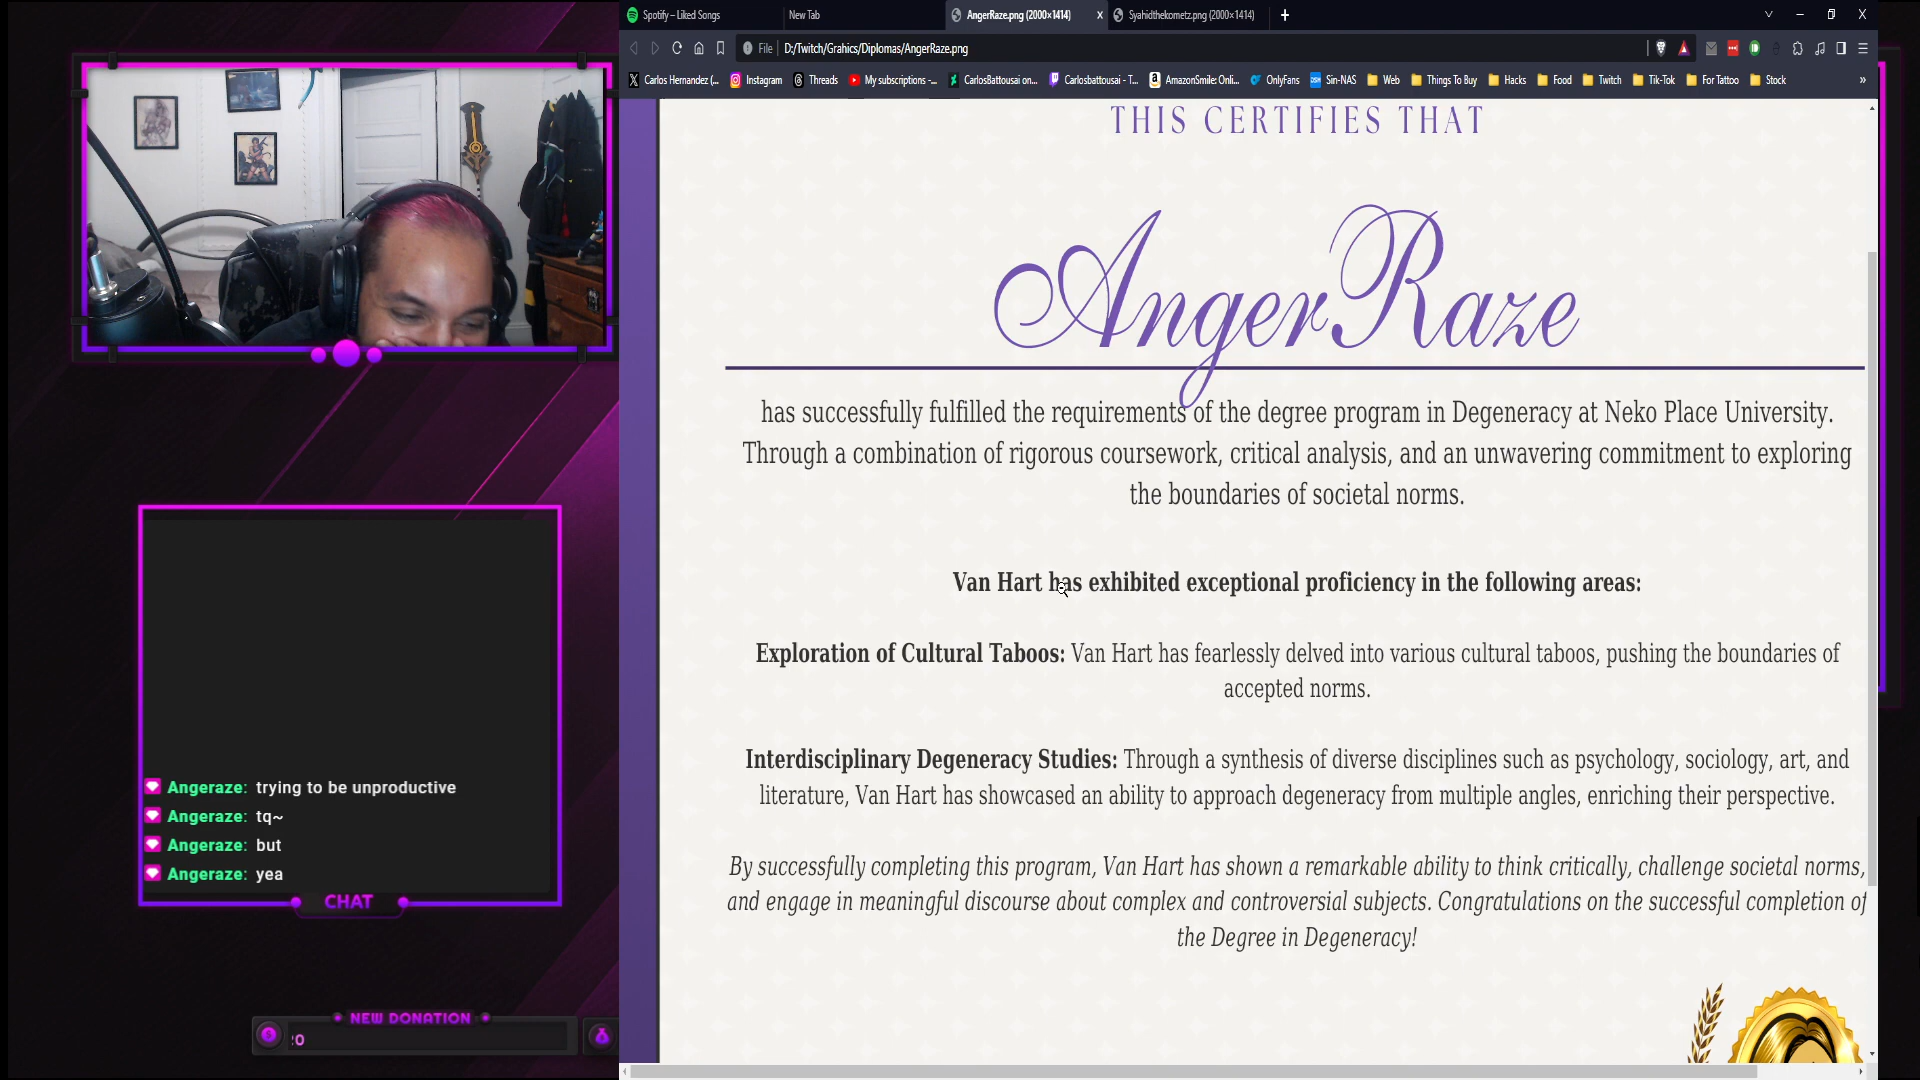 Spotify – Liked Songs
New Tab
AngerRaze.png (2000×1414)
Syahidthekometz.png (2000×1414)
File
D:/Twitch/Grahics/Diplomas/AngerRaze.png
Carlos Hernandez (...
Instagram
Threads
My subscriptions -...
CarlosBattousai on...
Carlosbattousai - T...
AmazonSmile: Onli...
OnlyFans
Sin-NAS
Web
Things To Buy
Hacks
Food
Twitch
Tik-Tok
For Tattoo
Stock
THIS CERTIFIES THAT
AngerRaze
has successfully fulfilled the requirements of the degree program in Degeneracy at Neko Place University.
Through a combination of rigorous coursework, critical analysis, and an unwavering commitment to exploring
the boundaries of societal norms.
Van Hart has exhibited exceptional proficiency in the following areas:
Exploration of Cultural Taboos: Van Hart has fearlessly delved into various cultural taboos, pushing the boundaries of
accepted norms.
Interdisciplinary Degeneracy Studies: Through a synthesis of diverse disciplines such as psychology, sociology, art, and
literature, Van Hart has showcased an ability to approach degeneracy from multiple angles, enriching their perspective.
By successfully completing this program, Van Hart has shown a remarkable ability to think critically, challenge societal norms,
and engage in meaningful discourse about complex and controversial subjects. Congratulations on the successful completion of
the Degree in Degeneracy!
Angeraze: trying to be unproductive
Angeraze: tq~
Angeraze: but
Angeraze: yea
CHAT
NEW DONATION